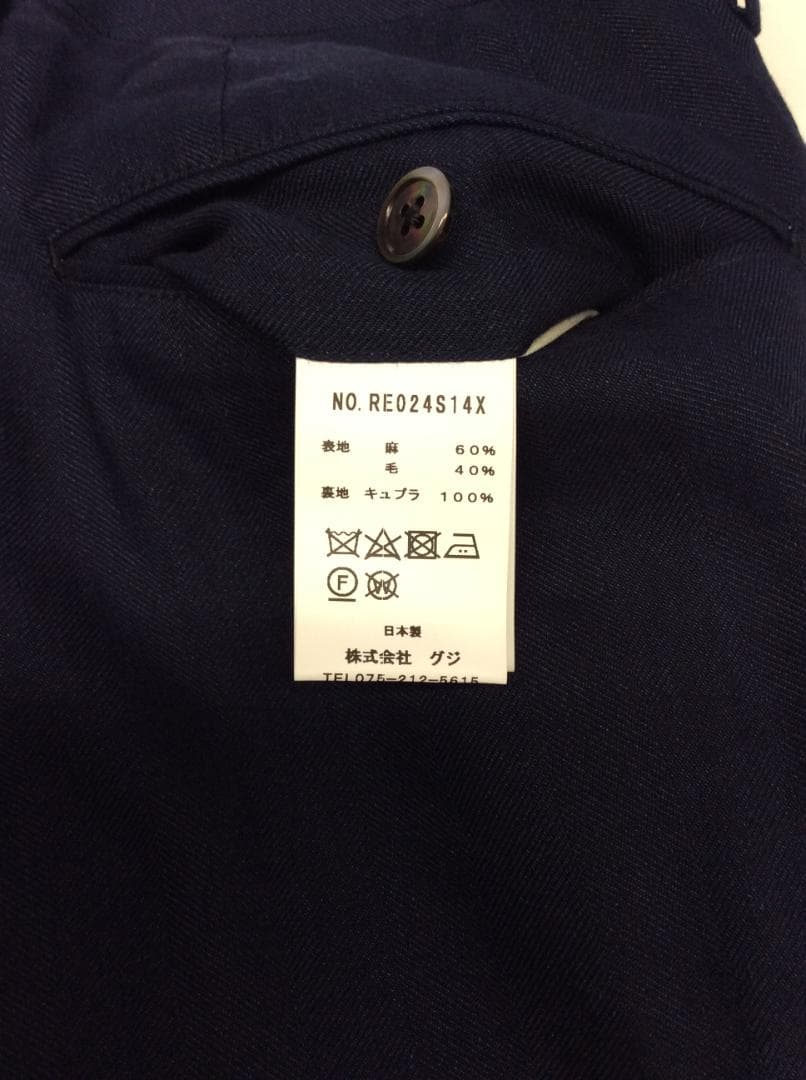 NO.RE024S14X
表地 麻 60%
毛 40%
裏地 キュプラ 100%
F W
日本製
株式会社 グジ
TEL075-212-5615